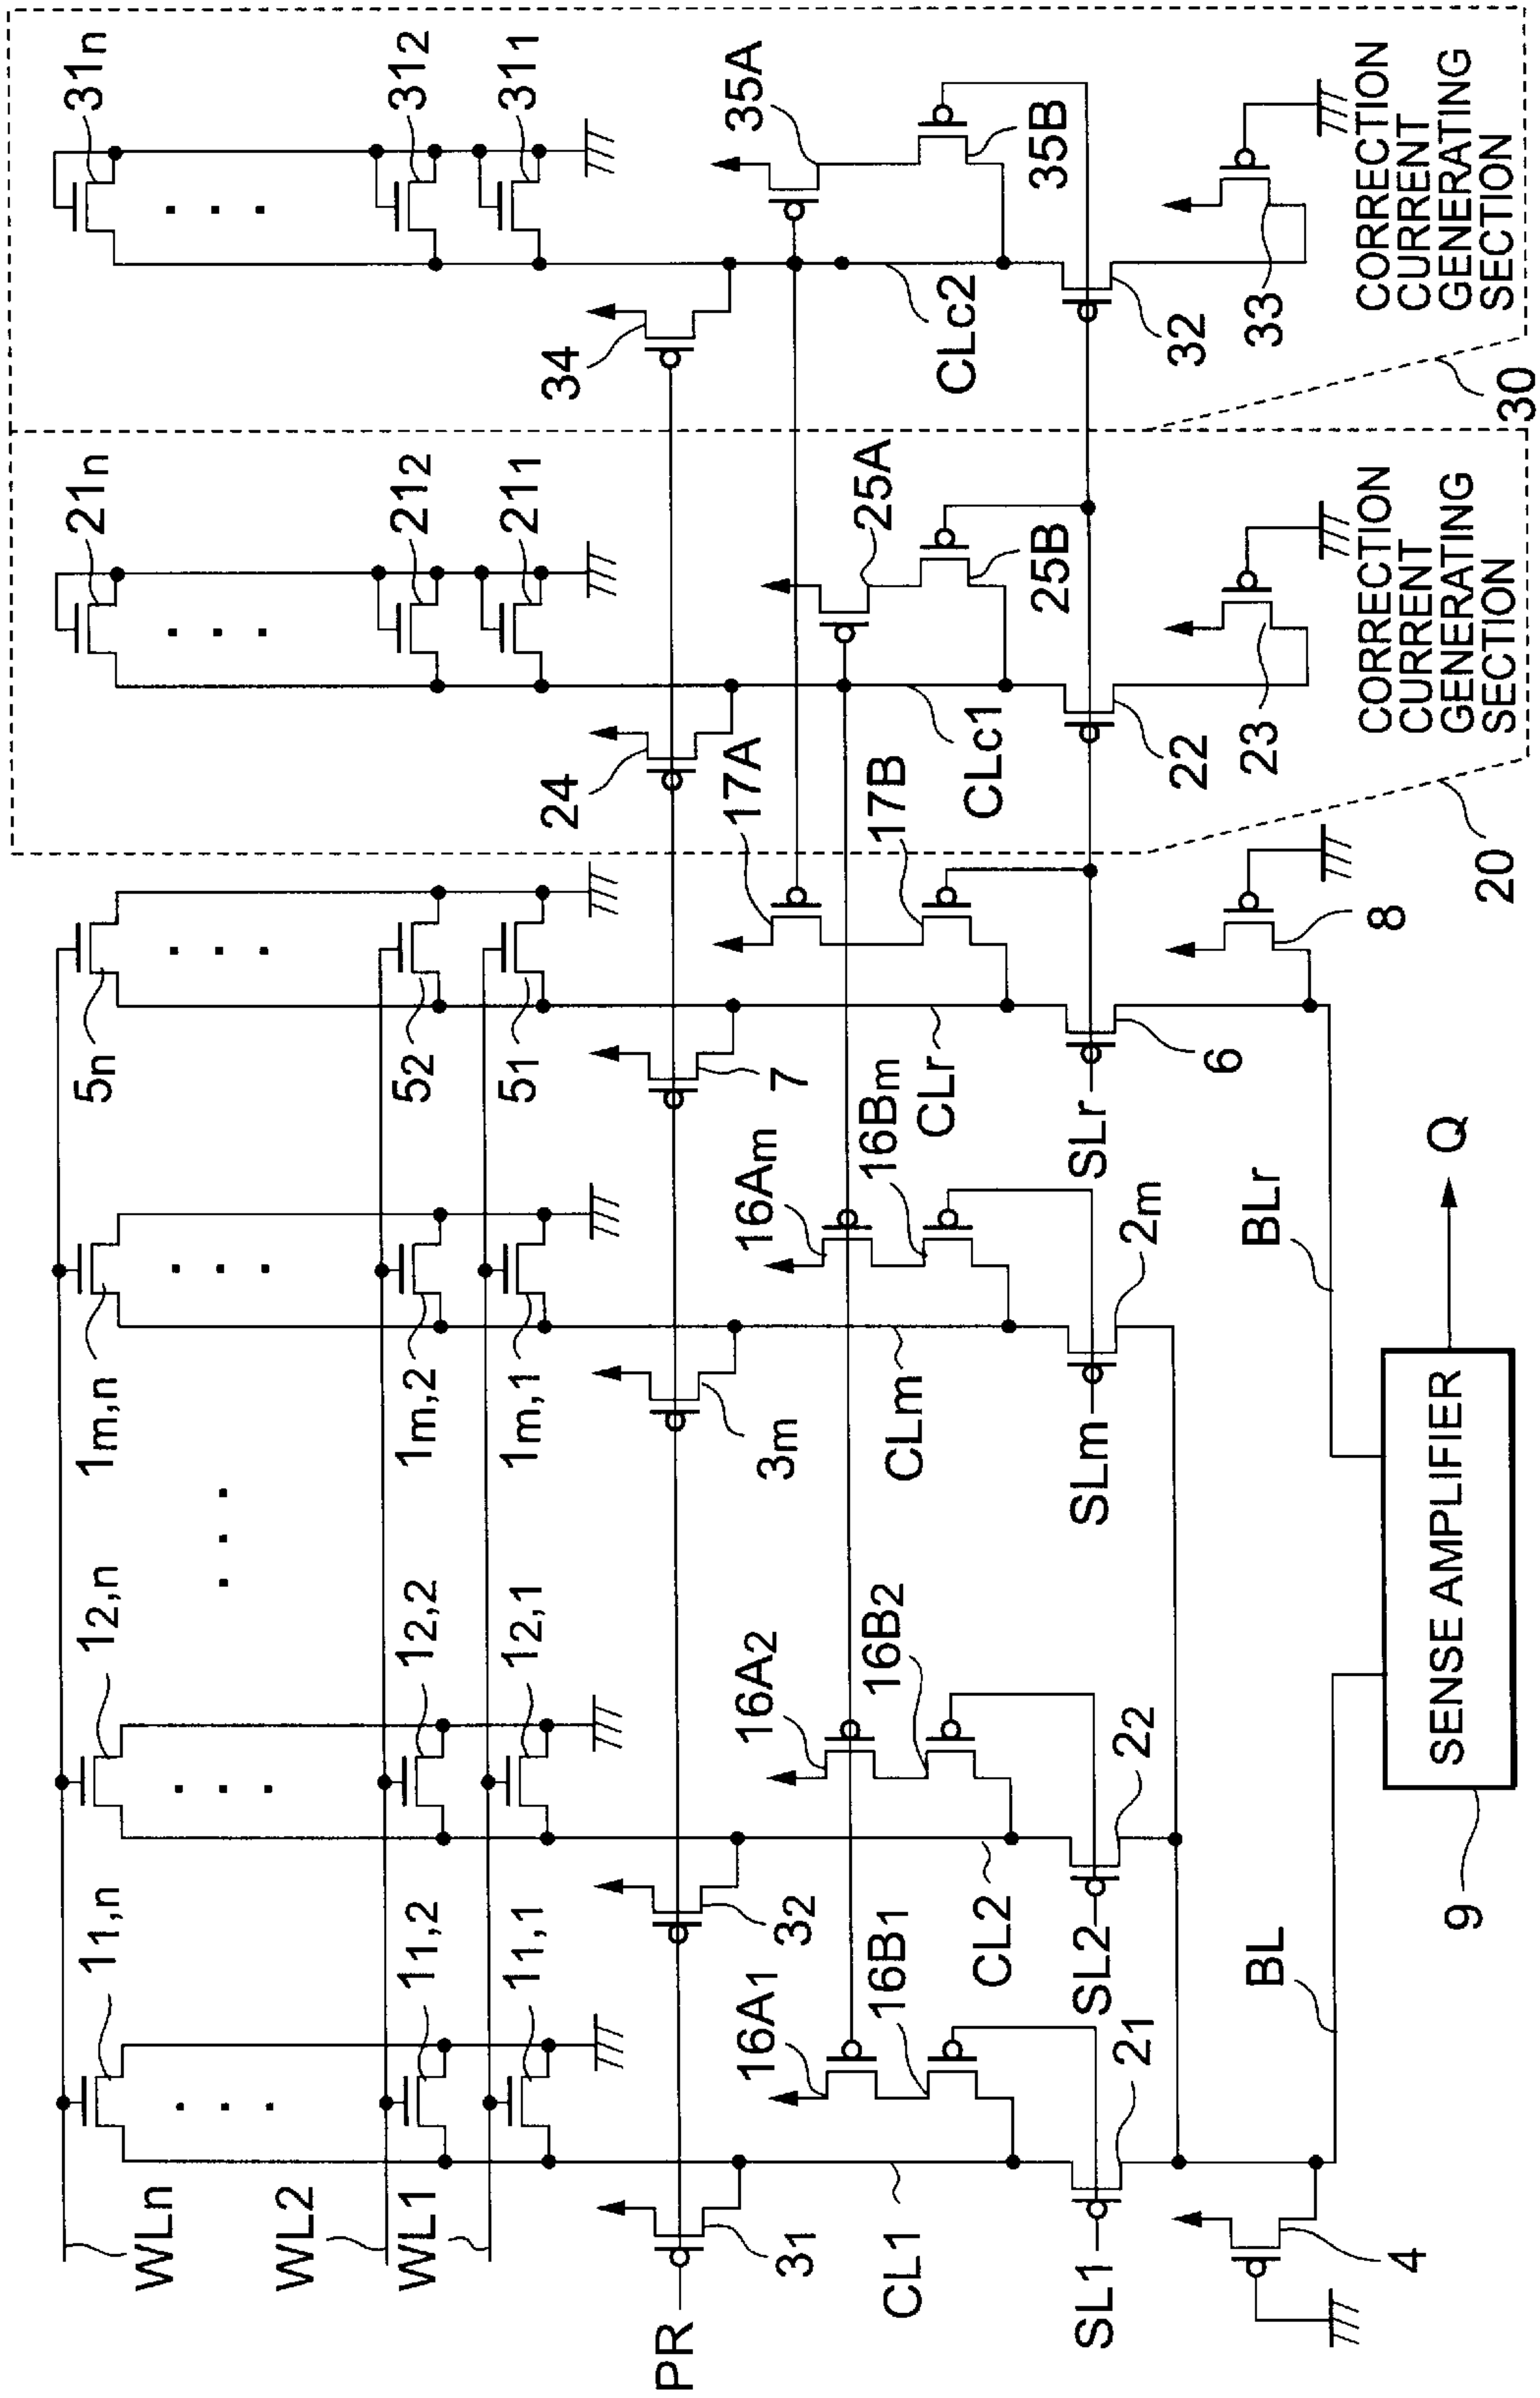 WLn
WL2
WL1
1₁,n
1₁,2
1₁,1
1₂,n
1₂,2
1₂,1
1m,n
1m,2
1m,1
5n
5₂
5₁
21n
21₂
21₁
31n
31₂
31₁
PR
3₁
3₂
3m
7
24
34
16A₁
16B₁
16A₂
16B₂
16Am
16Bm
17A
17B
25A
25B
35A
35B
CL1
CL2
CLm
CLr
CLc1
CLc2
SL1
2₁
SL2
2₂
SLm
2m
SLr
6
22
32
4
8
23
33
BL
BLr
SENSE AMPLIFIER
9
Q
CORRECTION
CURRENT
GENERATING
SECTION
20
CORRECTION
CURRENT
GENERATING
SECTION
30